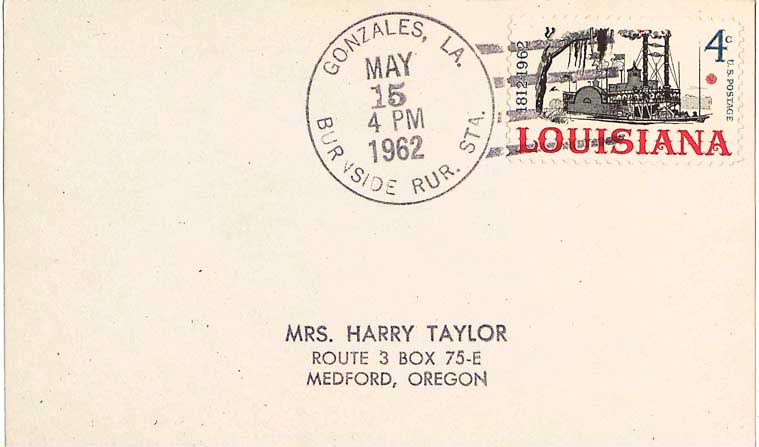 GONZALES, LA.
MAY
15
4 PM
1962
BURNSIDE RUR. STA.
1812·1962
4c
U.S. POSTAGE
LOUISIANA
MRS. HARRY TAYLOR
ROUTE 3 BOX 75-E
MEDFORD, OREGON